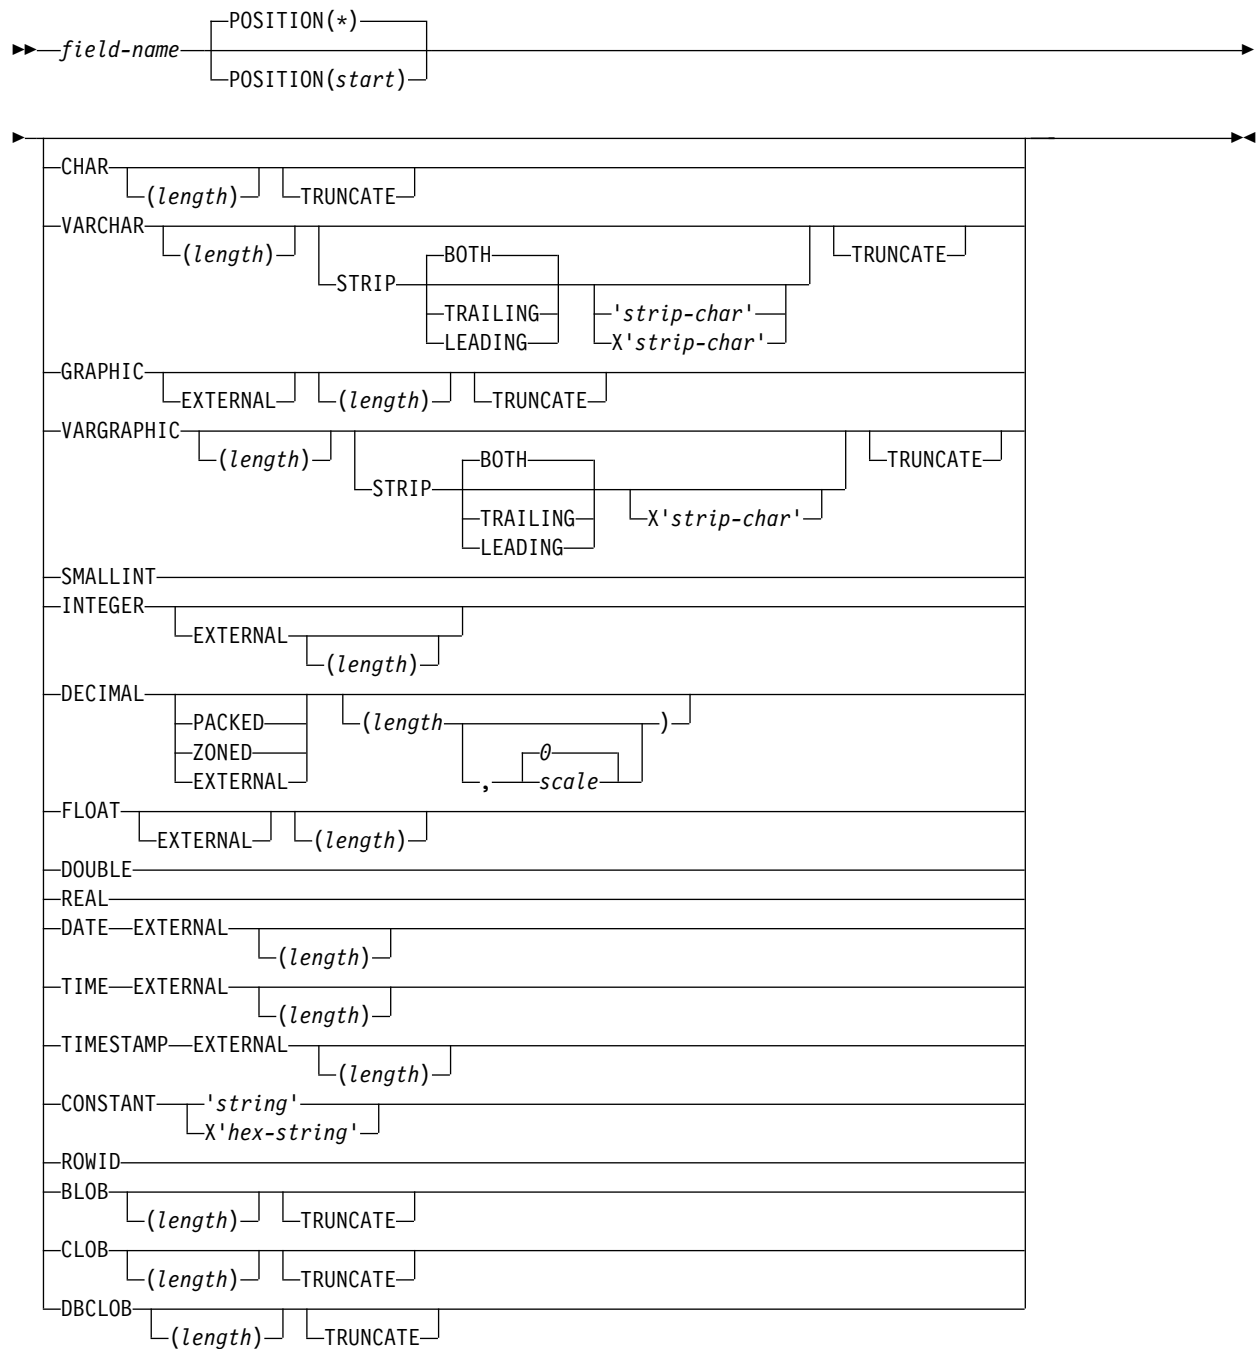 POSITION(*)
field-name
POSITION(start)
CHAR
(length) TRUNCATE
VARCHAR
(length) BOTH TRUNCATE
STRIP
TRAILING 'strip-char'
LEADING X'strip-char'
GRAPHIC
EXTERNAL (length) TRUNCATE
VARGRAPHIC
(length) BOTH TRUNCATE
STRIP
TRAILING X'strip-char'
LEADING
SMALLINT
INTEGER
EXTERNAL
(length)
DECIMAL
PACKED (length )
ZONED 0
EXTERNAL , scale
FLOAT
EXTERNAL (length)
DOUBLE
REAL
DATE EXTERNAL
(length)
TIME EXTERNAL
(length)
TIMESTAMP EXTERNAL
(length)
CONSTANT 'string'
X'hex-string'
ROWID
BLOB
(length) TRUNCATE
CLOB
(length) TRUNCATE
DBCLOB
(length) TRUNCATE